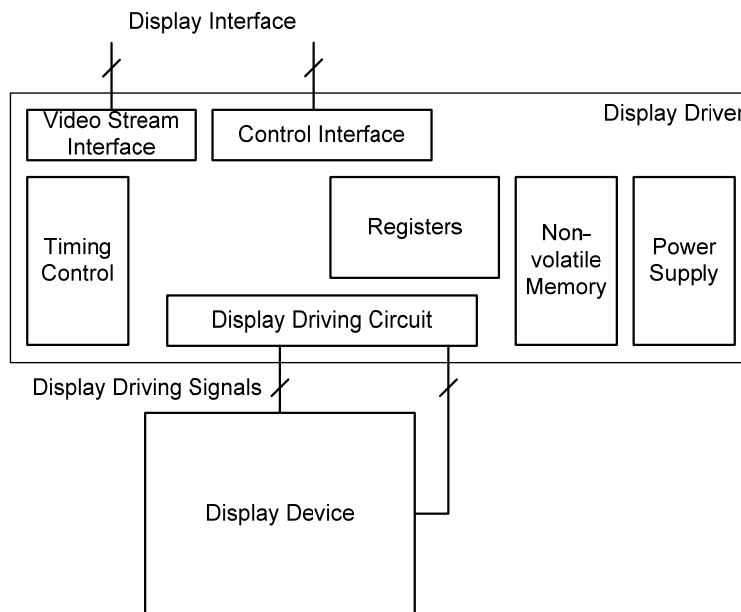 Display Interface
Display Driver
Video Stream
Interface
Control Interface
Timing
Control
Registers
Non-
volatile
Memory
Power
Supply
Display Driving Circuit
Display Driving Signals
Display Device